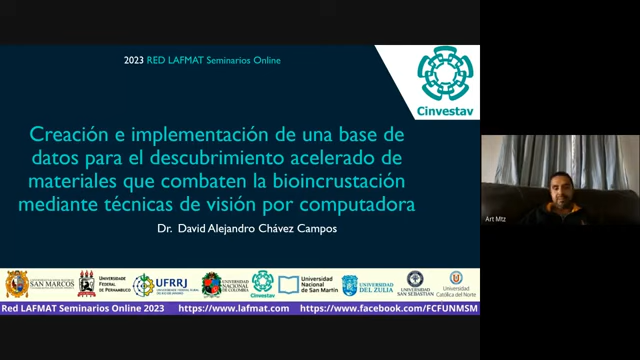 2023 RED LAFMAT Seminarios Online
Cinvestav
Creación e implementación de una base de
datos para el descubrimiento acelerado de
materiales que combaten la bioincrustación
mediante técnicas de visión por computadora
Dr. David Alejandro Chávez Campos
Art Mtz
SAN MARCOS
UNIVERSIDADE
FEDERAL
DE PERNAMBUCO
UFRRJ
UNIVERSIDAD
NACIONAL
DE COLOMBIA
Cinvestav
Universidad
Nacional
de San Martín
UNIVERSIDAD
DEL ZULIA
UNIVERSIDAD
SAN SEBASTIAN
Universidad
Católica del Norte
Red LAFMAT Seminarios Online 2023 https://www.lafmat.com https://www.facebook.com/FCFUNMSM